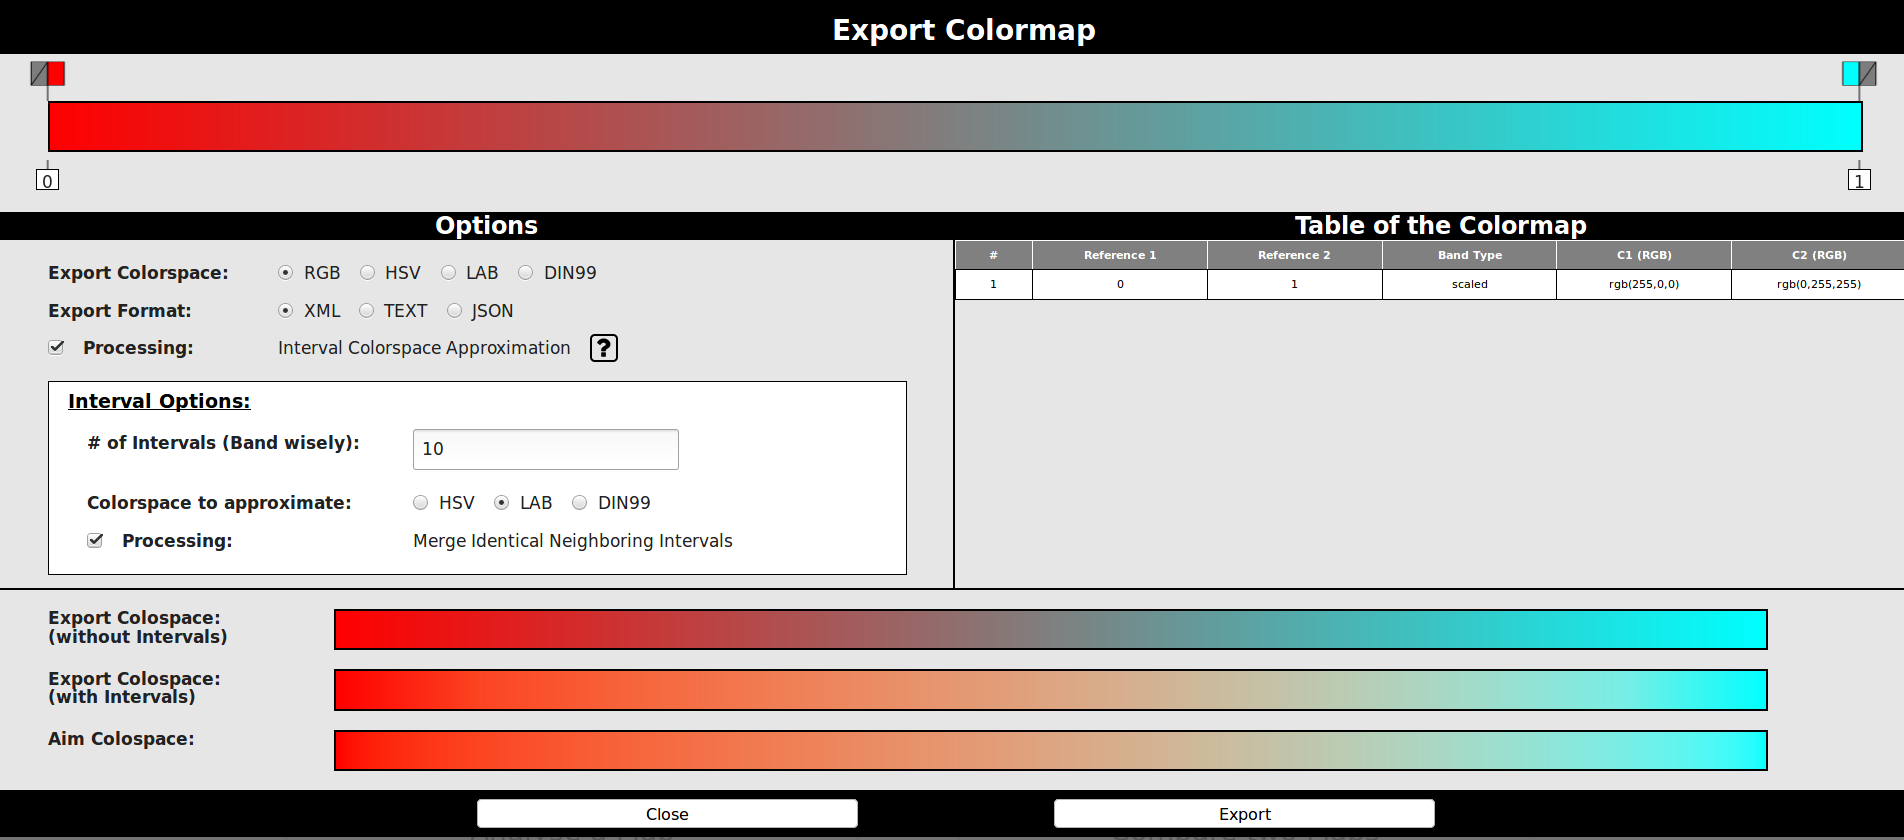 Export Colormap
0
1
Options
Table of the Colormap
Export Colorspace: RGB HSV LAB DIN99
Export Format: XML TEXT JSON
Processing: Interval Colorspace Approximation ?
Interval Options:
# of Intervals (Band wisely): 10
Colorspace to approximate: HSV LAB DIN99
Processing: Merge Identical Neighboring Intervals
# Reference 1 Reference 2 Band Type C1 (RGB) C2 (RGB)
1 0 1 scaled rgb(255,0,0) rgb(0,255,255)
Export Colospace:
(without Intervals)
Export Colospace:
(with Intervals)
Aim Colospace:
Close Export